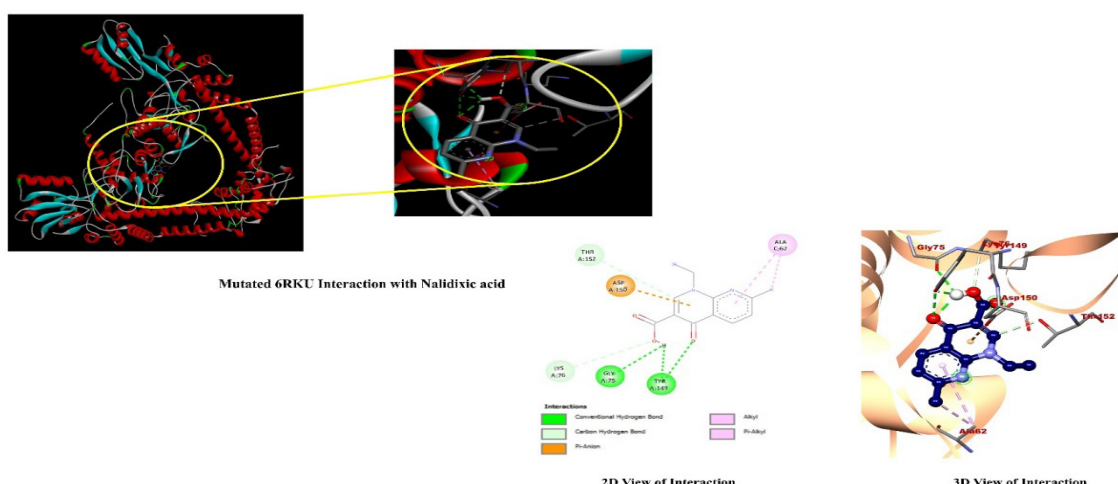 Mutated 6RKU Interaction with Nalidixic acid
THR
A:152
ALA
C:62
ASP
A:150
LYS
A:76
GLY
A:75
TYR
A:149
Interactions
Conventional Hydrogen Bond
Carbon Hydrogen Bond
Pi-Anion
Alkyl
Pi-Alkyl
2D View of Interaction
Gly75
Asp150
Thr152
Ala62
3D View of Interaction